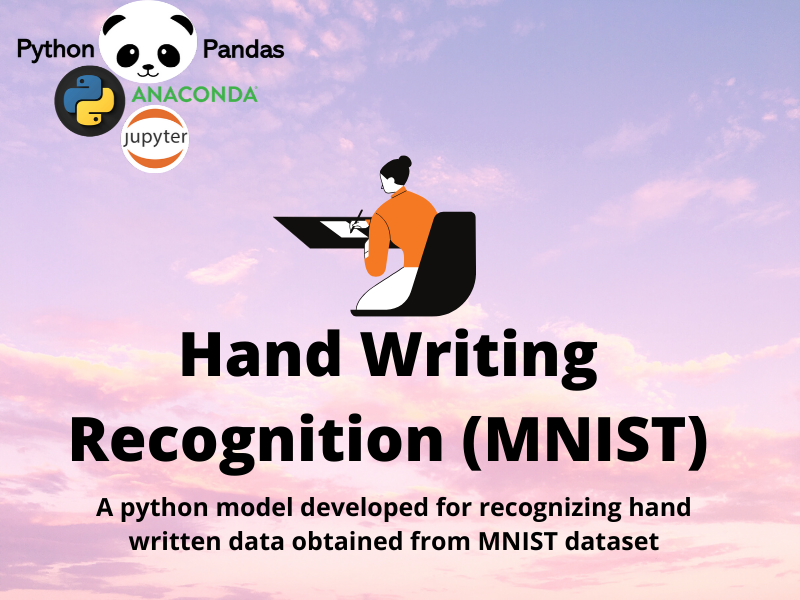 Python
Pandas
ANACONDA
jupyter
Hand Writing
Recognition (MNIST)
A python model developed for recognizing hand
written data obtained from MNIST dataset